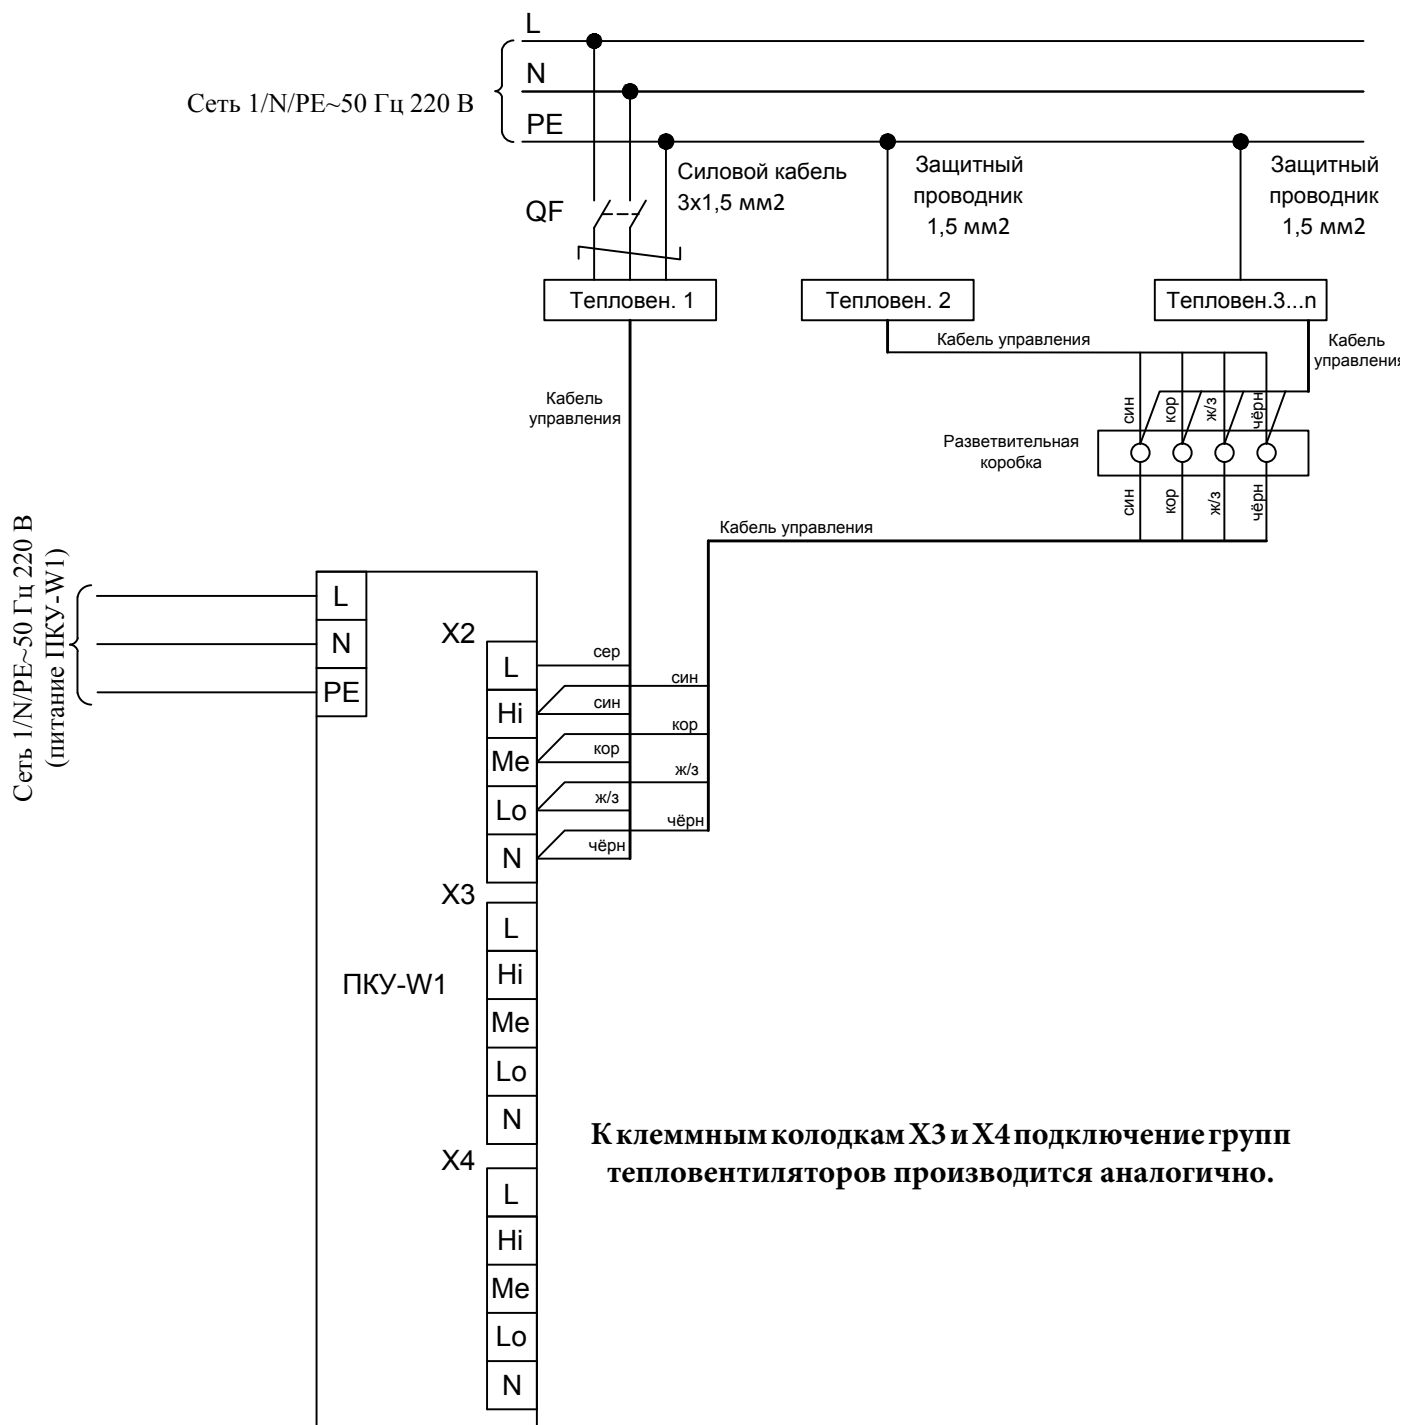 L
N
Сеть 1/N/PE~50 Гц 220 В
PE
Силовой кабель
3х1,5 мм2
Защитный
проводник
1,5 мм2
Защитный
проводник
1,5 мм2
QF
Тепловен. 1
Тепловен. 2
Тепловен.3...n
Кабель управления
Кабель
управления
Кабель
управления
син
кор
ж/з
чёрн
Разветвительная
коробка
син
кор
ж/з
чёрн
Кабель управления
Сеть 1/N/PE~50 Гц 220 В
(питание ПКУ-W1)
L
N
PE
X2
L
Hi
Me
Lo
N
сер
син
син
кор
кор
ж/з
ж/з
чёрн
чёрн
X3
L
Hi
Me
Lo
N
ПКУ-W1
X4
L
Hi
Me
Lo
N
К клеммным колодкам X3 и X4 подключение групп
тепловентиляторов производится аналогично.